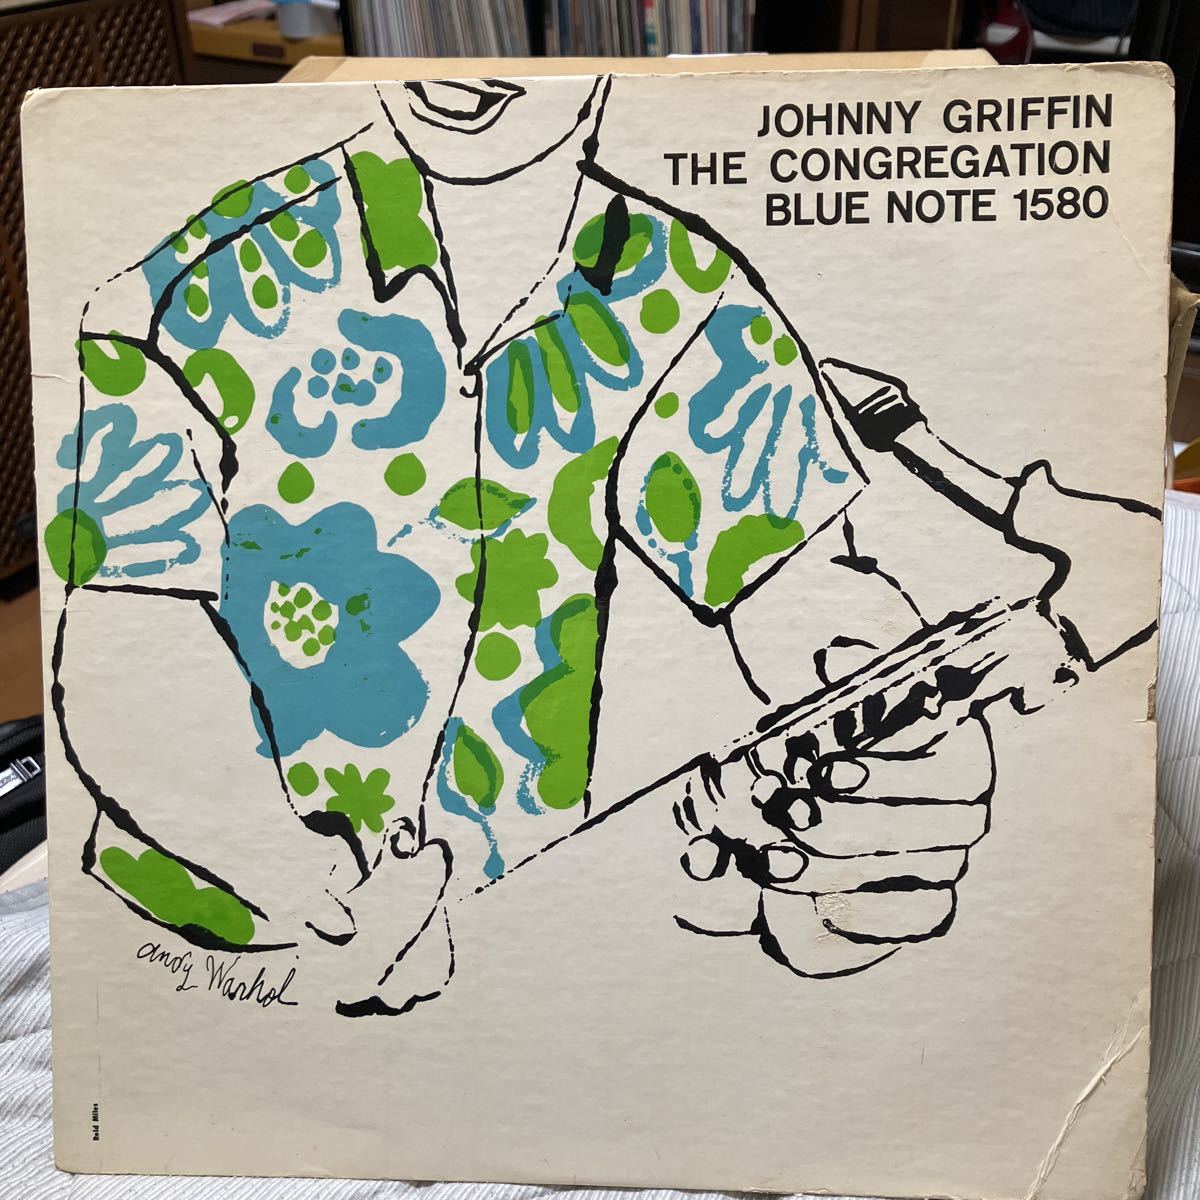 JOHNNY GRIFFIN
THE CONGREGATION
BLUE NOTE 1580
andy Warhol
Reid Miles